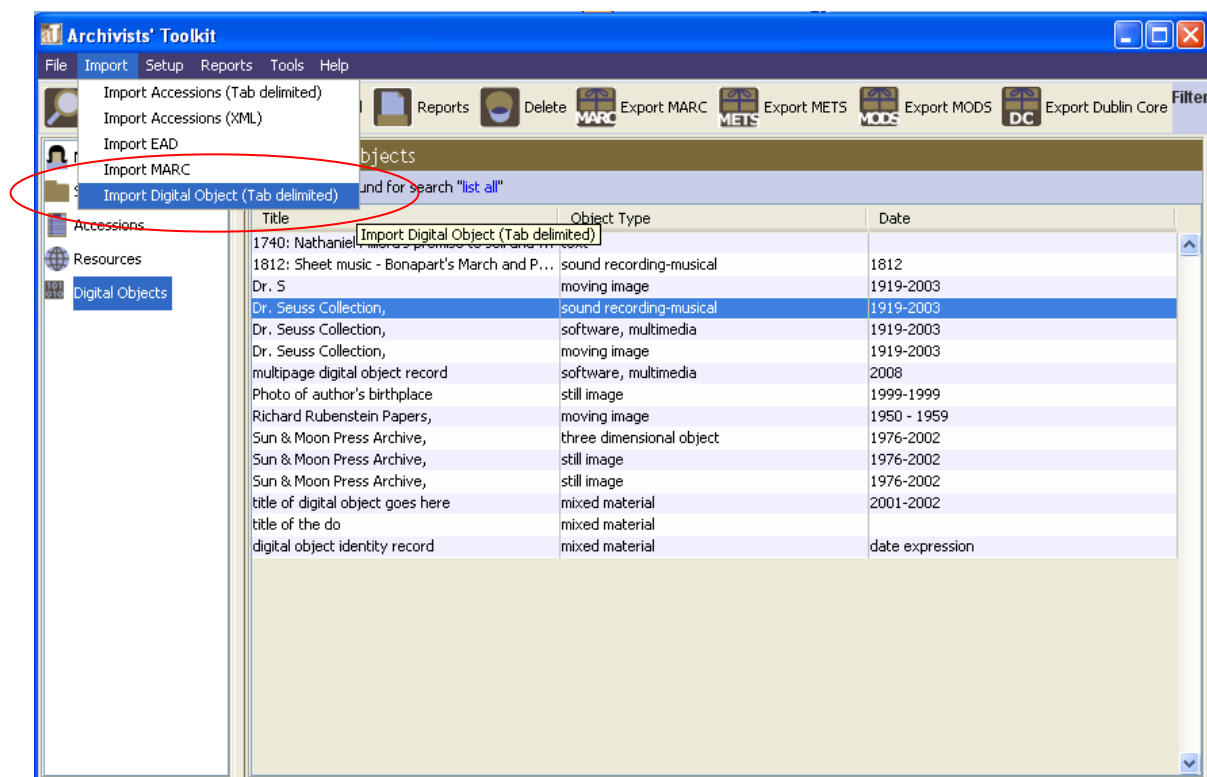 Archivists' Toolkit
File Import Setup Reports Tools Help
Import Accessions (Tab delimited)
Import Accessions (XML)
Import EAD
Import MARC
Import Digital Object (Tab delimited)
Reports Delete MARC Export MARC METS Export METS MODS Export MODS DC Export Dublin Core Filter
bjects
und for search "list all"
Accessions
Resources
Digital Objects
Title Object Type Date
Import Digital Object (Tab delimited)
1740: Nathaniel
1812: Sheet music - Bonapart's March and P... sound recording-musical 1812
Dr. S moving image 1919-2003
Dr. Seuss Collection, sound recording-musical 1919-2003
Dr. Seuss Collection, software, multimedia 1919-2003
Dr. Seuss Collection, moving image 1919-2003
multipage digital object record software, multimedia 2008
Photo of author's birthplace still image 1999-1999
Richard Rubenstein Papers, moving image 1950 - 1959
Sun & Moon Press Archive, three dimensional object 1976-2002
Sun & Moon Press Archive, still image 1976-2002
Sun & Moon Press Archive, still image 1976-2002
title of digital object goes here mixed material 2001-2002
title of the do mixed material
digital object identity record mixed material date expression